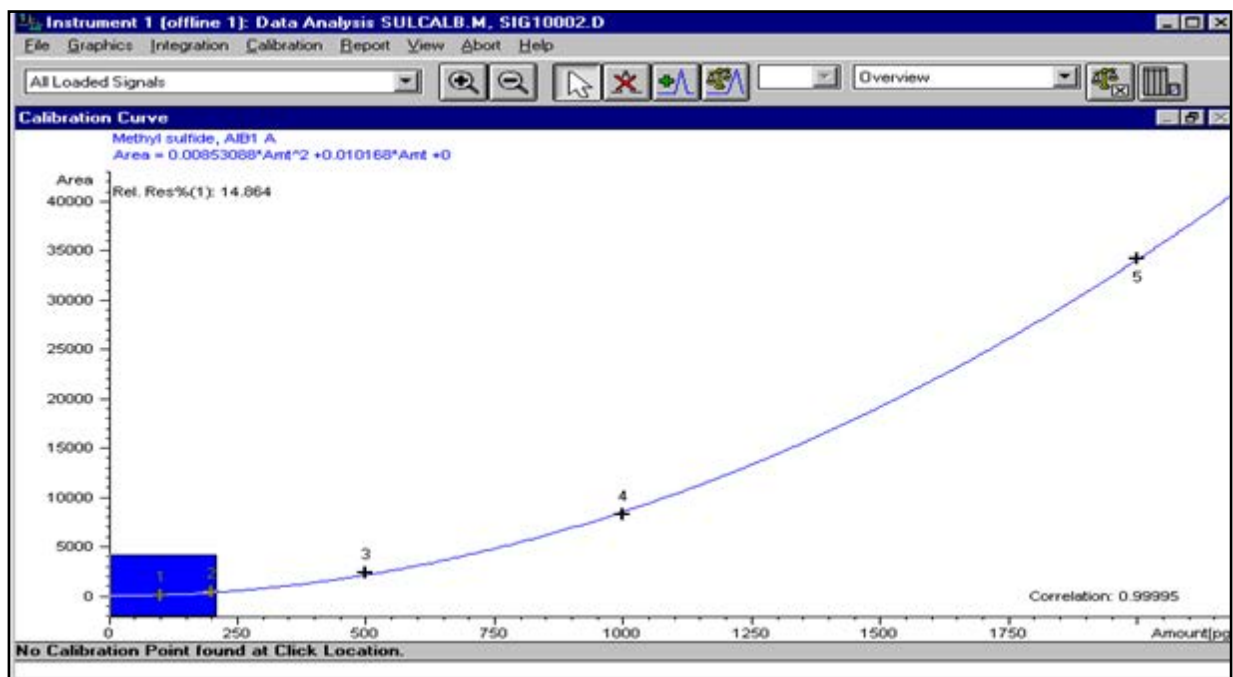 Instrument 1 (offline 1): Data Analysis SULCALB.M, SIG10002.D
File Graphics Integration Calibration Report View Abort Help
All Loaded Signals Overview
Calibration Curve
Methyl sulfide, AIB1 A
Area = 0.00853088*Amt^2 +0.010168*Amt +0
Area
Rel. Res%(1): 14.864
40000
35000
5
30000
25000
20000
15000
10000
4
5000
3
1 2
0
Correlation: 0.99995
0 250 500 750 1000 1250 1500 1750 Amount[pg
No Calibration Point found at Click Location.